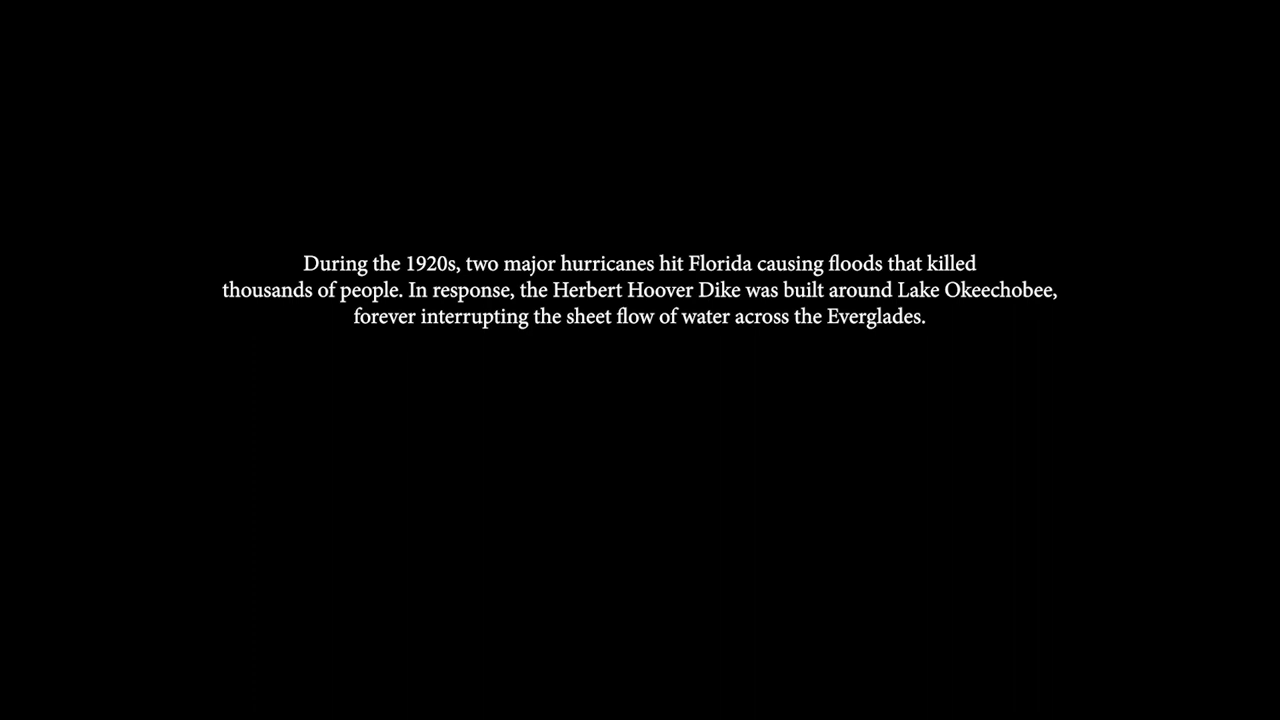 During the 1920s, two major hurricanes hit Florida causing floods that killed
thousands of people. In response, the Herbert Hoover Dike was built around Lake Okeechobee,
forever interrupting the sheet flow of water across the Everglades.